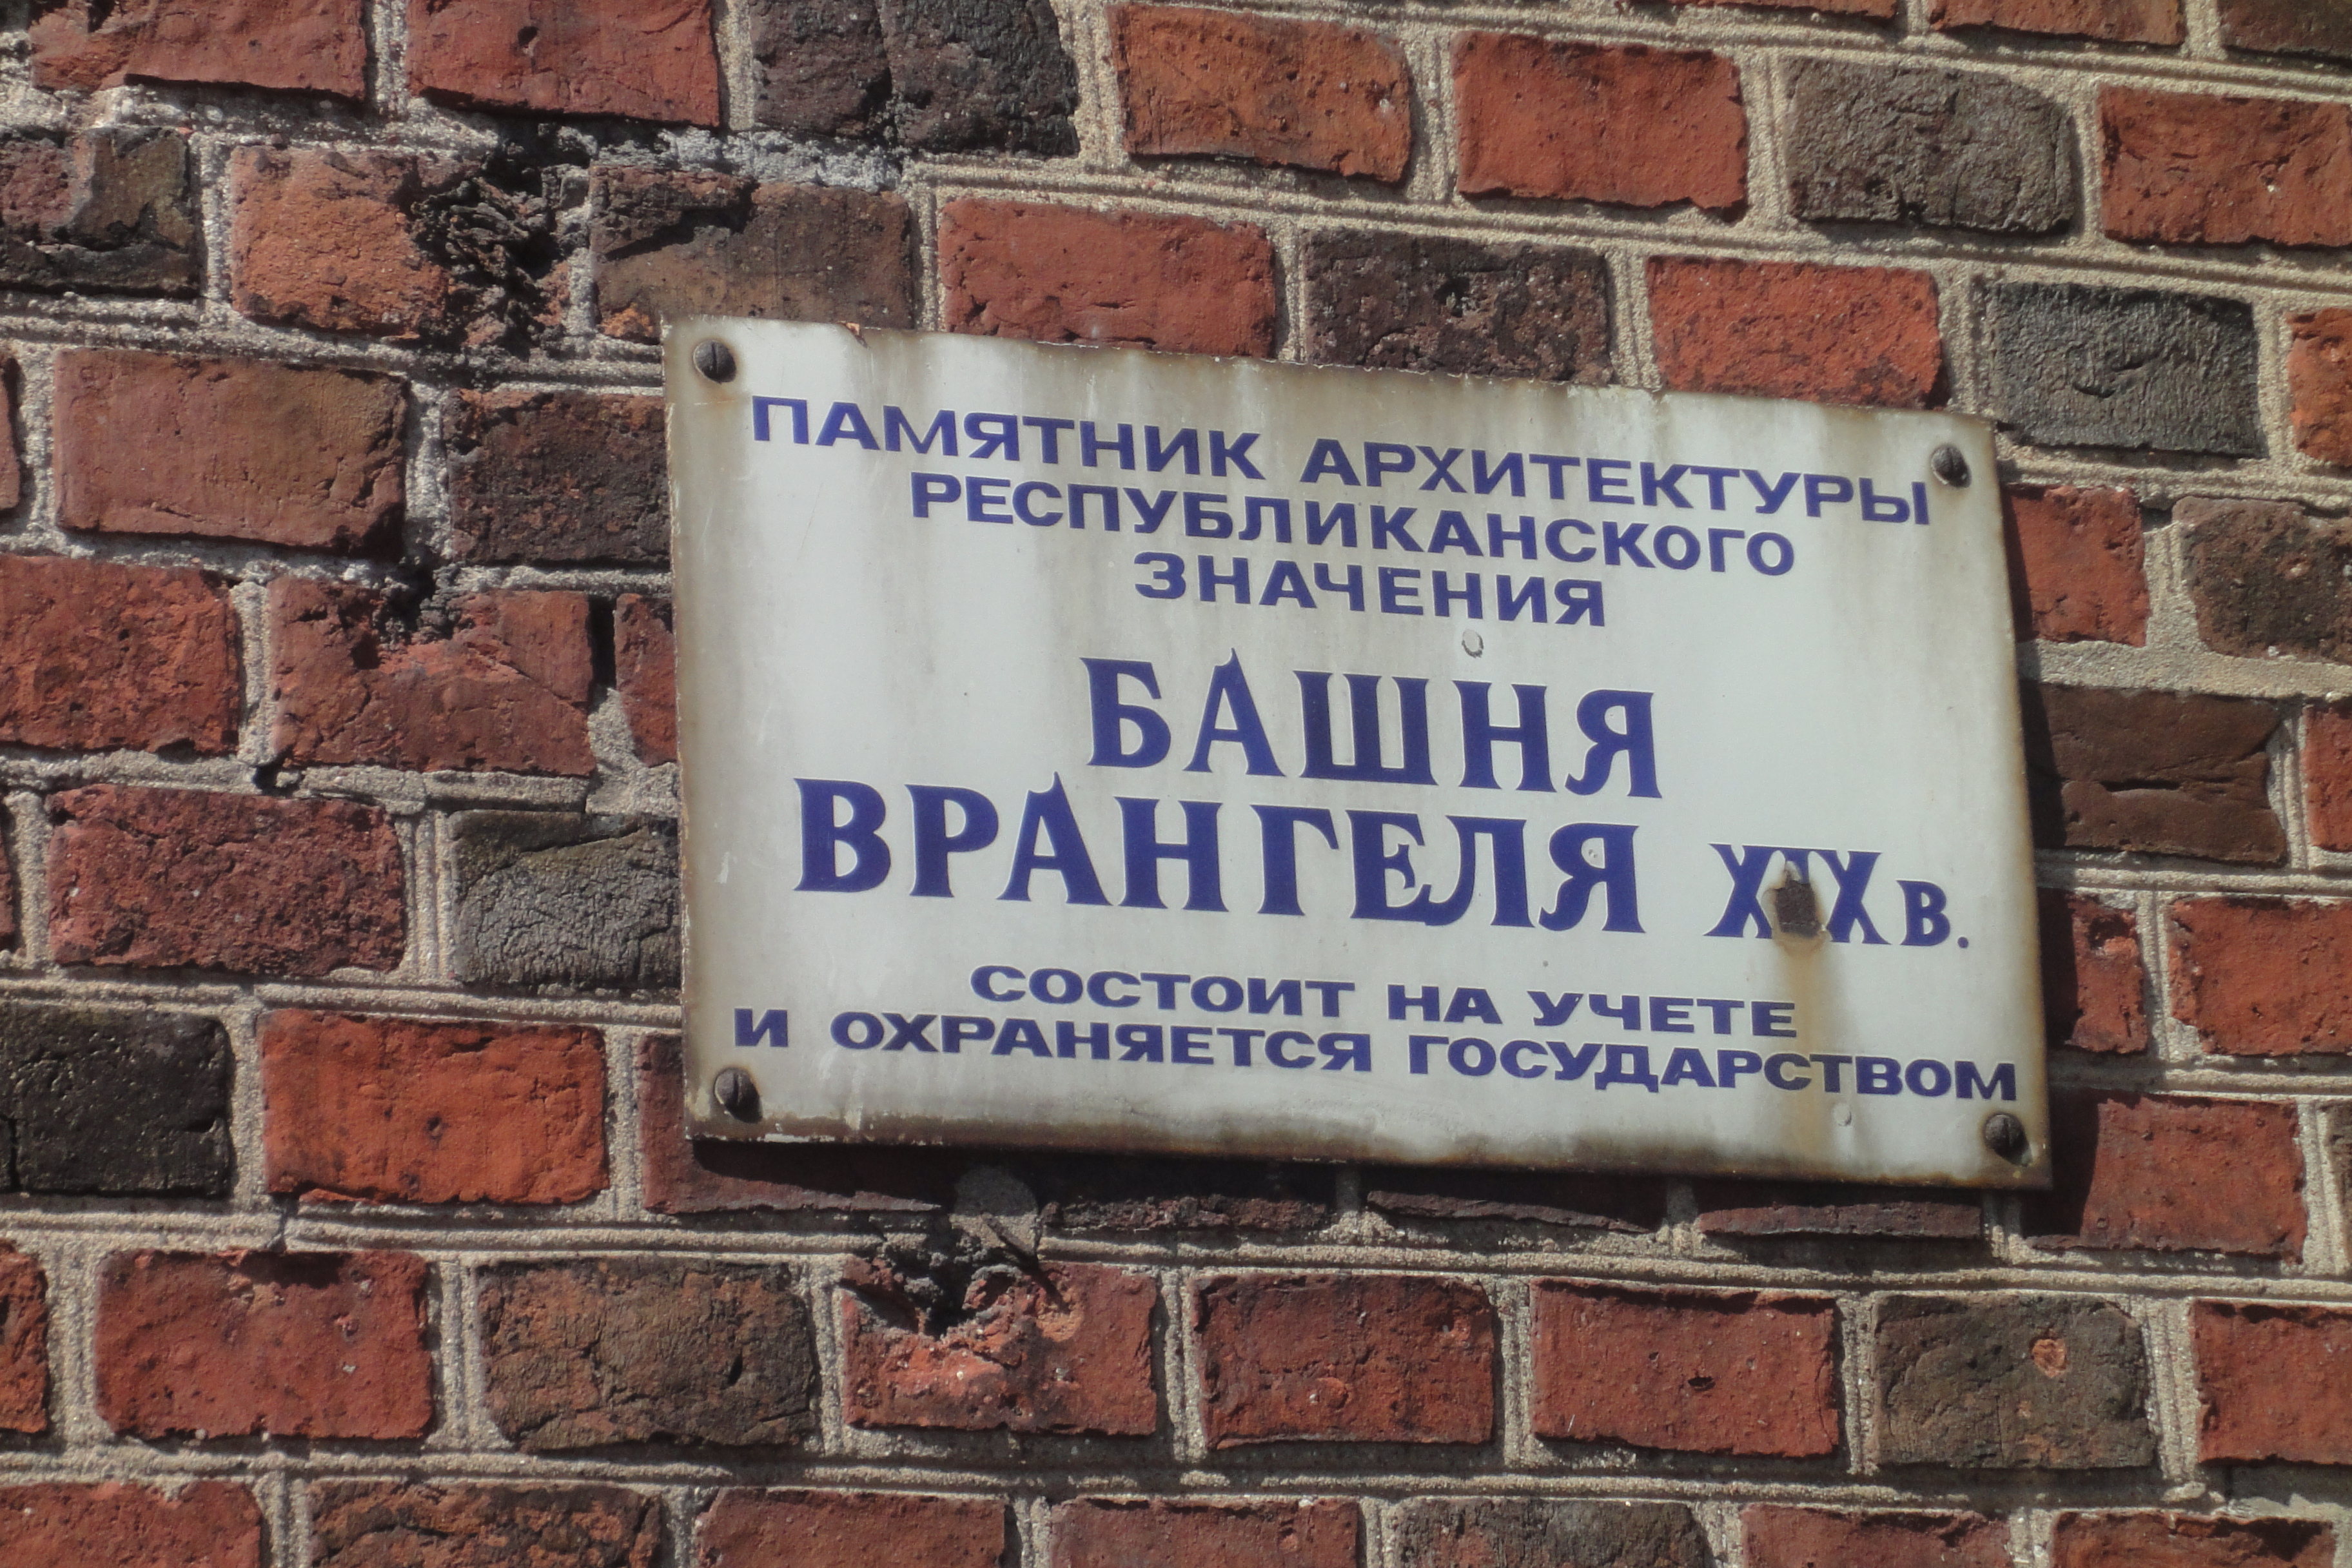 ПАМЯТНИК АРХИТЕКТУРЫ
РЕСПУБЛИКАНСКОГО
ЗНАЧЕНИЯ
БАШНЯ
ВРАНГЕЛЯ XIX в.
СОСТОИТ НА УЧЕТЕ
И ОХРАНЯЕТСЯ ГОСУДАРСТВОМ